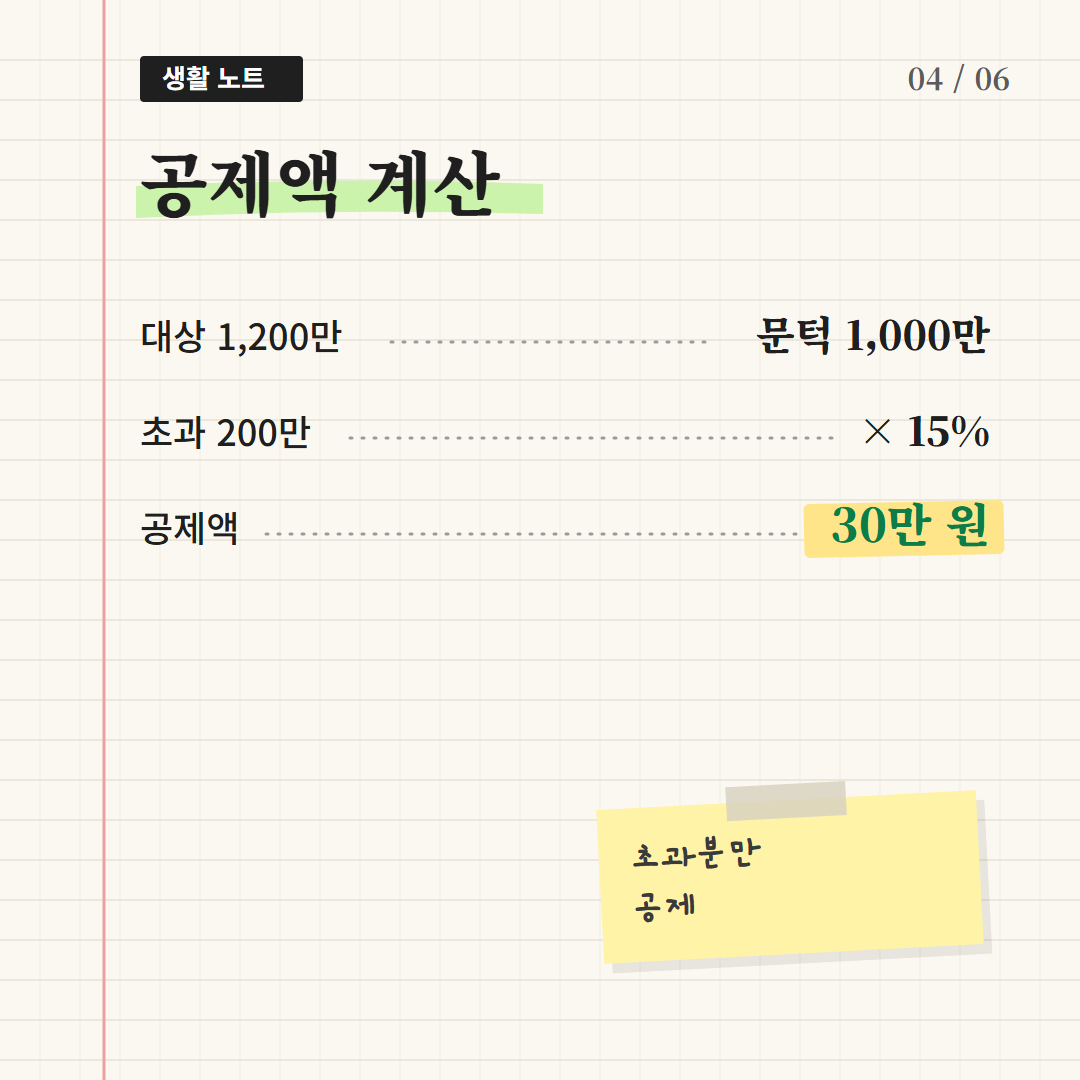 생활 노트
04 / 06
공제액 계산
대상 1,200만 문턱 1,000만
초과 200만 × 15%
공제액 30만 원
초과분만
공제